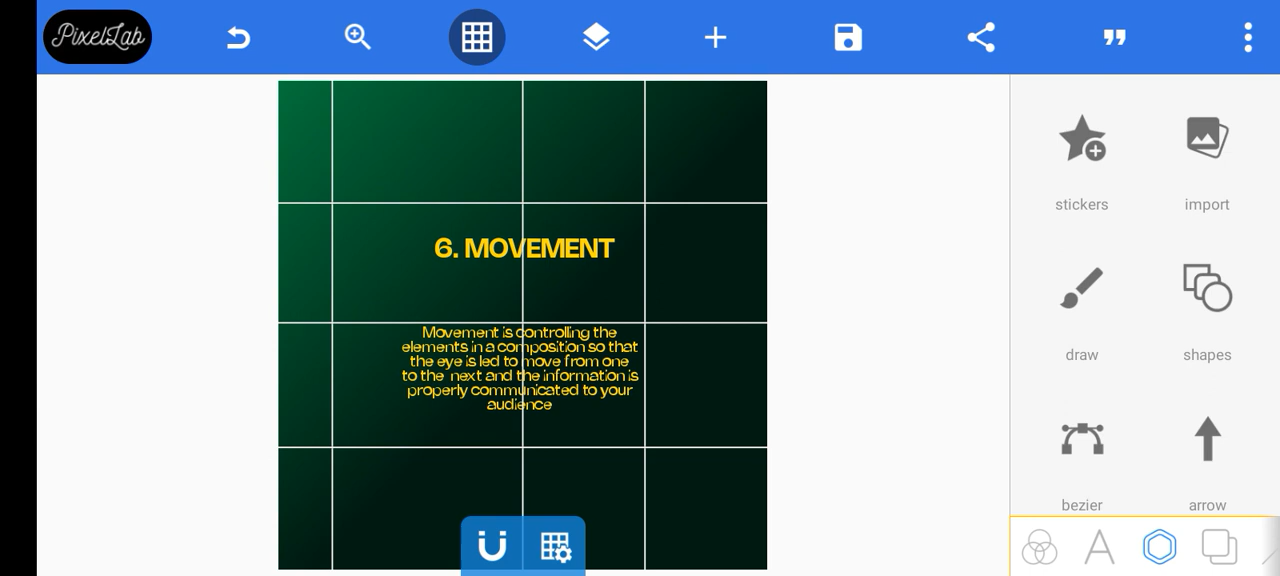 PixelLab
stickers
import
6. MOVEMENT
draw
shapes
Movement is controlling the
elements in a composition so that
the eye is led to move from one
to the next and the information is
properly communicated to your
audience
bezier
arrow